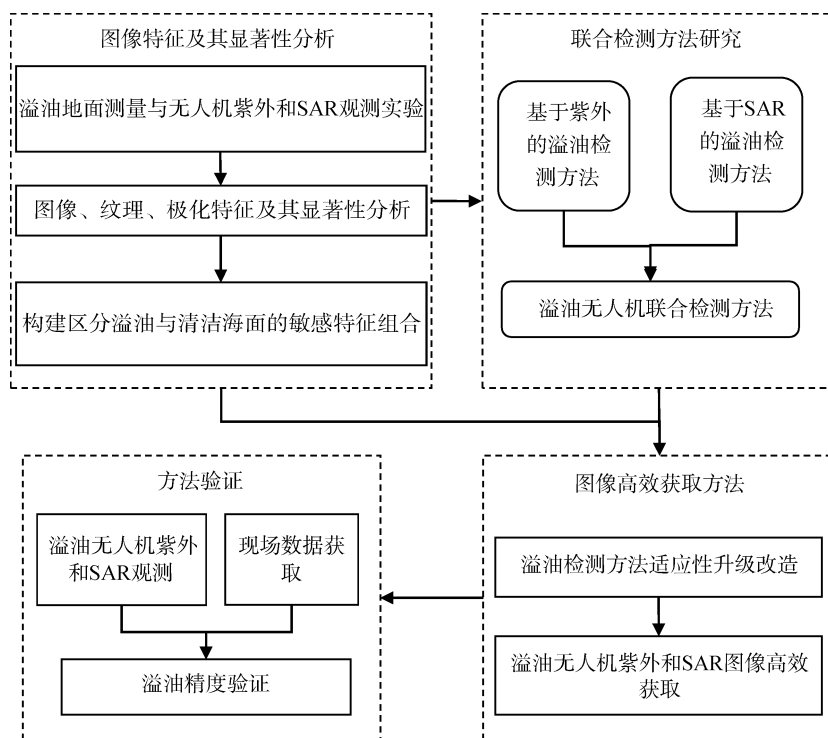 图像特征及其显著性分析
溢油地面测量与无人机紫外和SAR观测实验
图像、纹理、极化特征及其显著性分析
构建区分溢油与清洁海面的敏感特征组合
联合检测方法研究
基于紫外
的溢油检
测方法
基于SAR
的溢油检
测方法
溢油无人机联合检测方法
方法验证
溢油无人机紫外
和SAR观测
现场数据获
取
溢油精度验证
图像高效获取方法
溢油检测方法适应性升级改造
溢油无人机紫外和SAR图像高效
获取